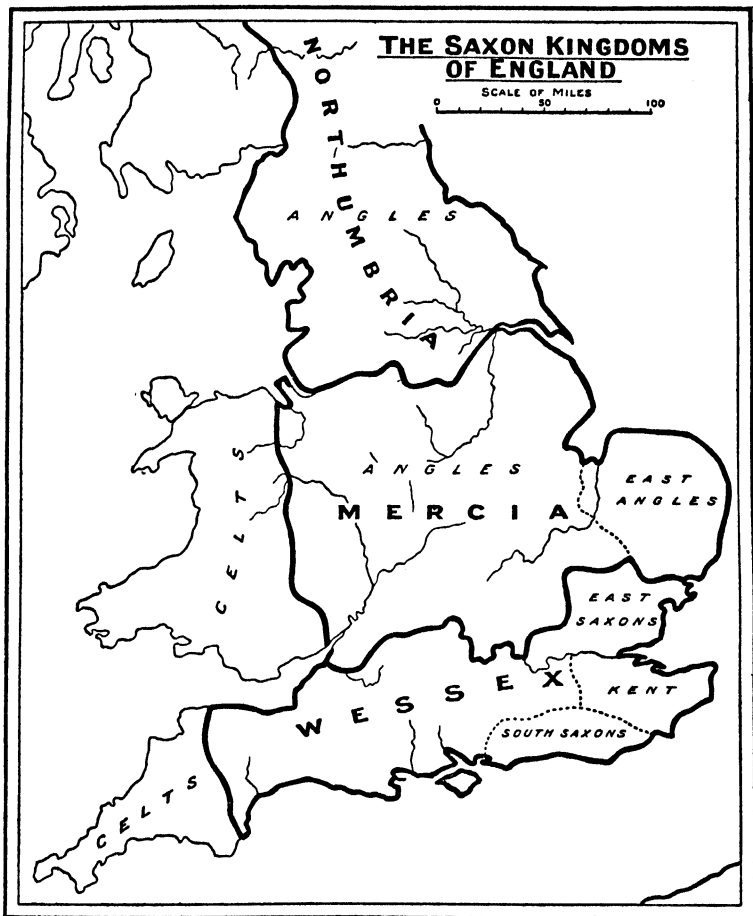 THE SAXON KINGDOMS
OF ENGLAND
SCALE OF MILES
0 50 100
NORTHUMBRIA
ANGLES
ANGLES
MERCIA
EAST
ANGLES
CELTS
EAST
SAXONS
WESSEX
KENT
SOUTH SAXONS
CELTS